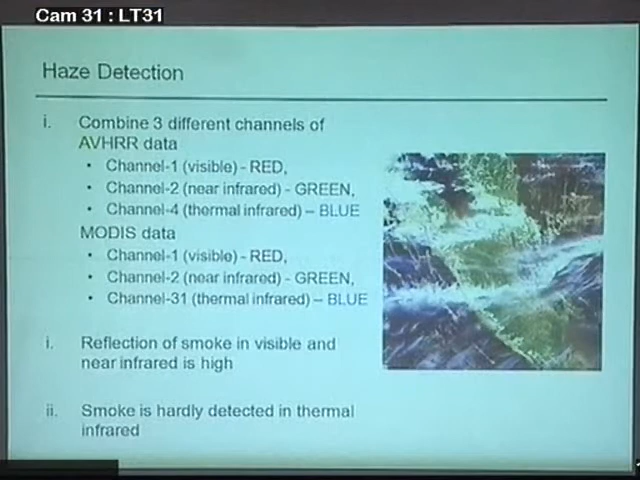 Cam 31 : LT31
Haze Detection
i. Combine 3 different channels of
AVHRR data
• Channel-1 (visible) - RED,
• Channel-2 (near infrared) - GREEN,
• Channel-4 (thermal infrared) – BLUE
MODIS data
• Channel-1 (visible) - RED,
• Channel-2 (near infrared) - GREEN,
• Channel-31 (thermal infrared) – BLUE
i. Reflection of smoke in visible and
near infrared is high
ii. Smoke is hardly detected in thermal
infrared